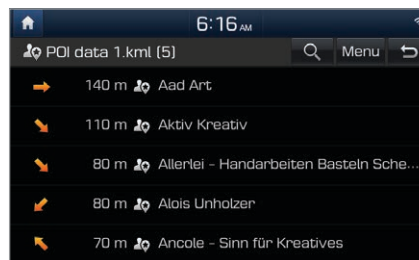 6:16 AM
POI data 1.kml (5) Menu
140 m Aad Art
110 m Aktiv Kreativ
80 m Allerlei - Handarbeiten Basteln Sche...
80 m Alois Unholzer
70 m Ancole - Sinn für Kreatives